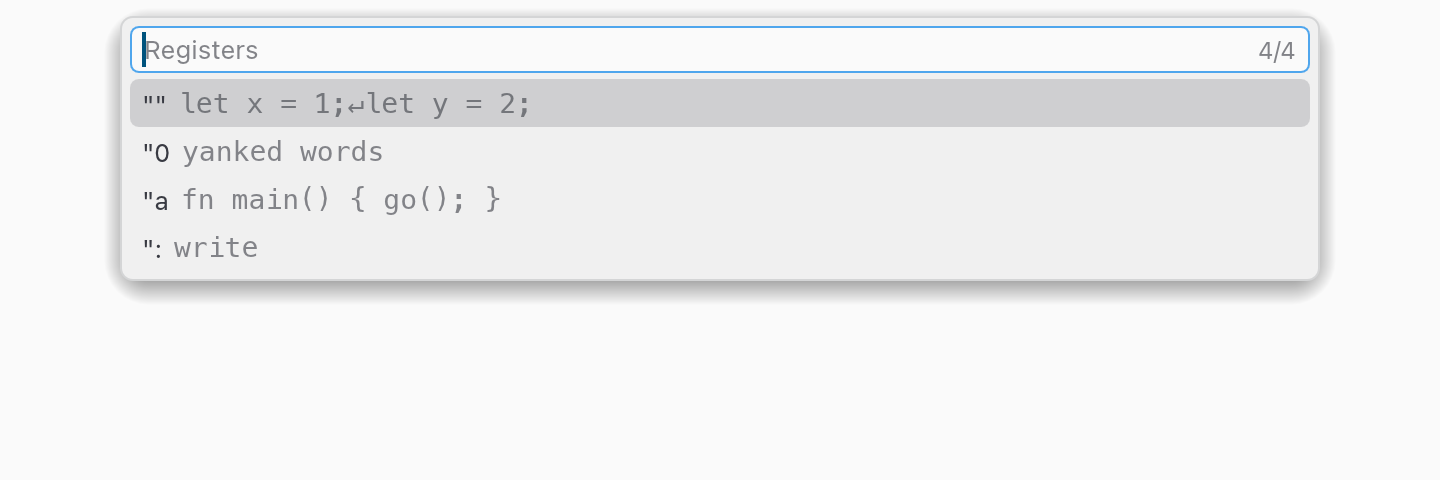 Registers 4/4
"" let x = 1;↵let y = 2;
"0 yanked words
"a fn main() { go(); }
": write